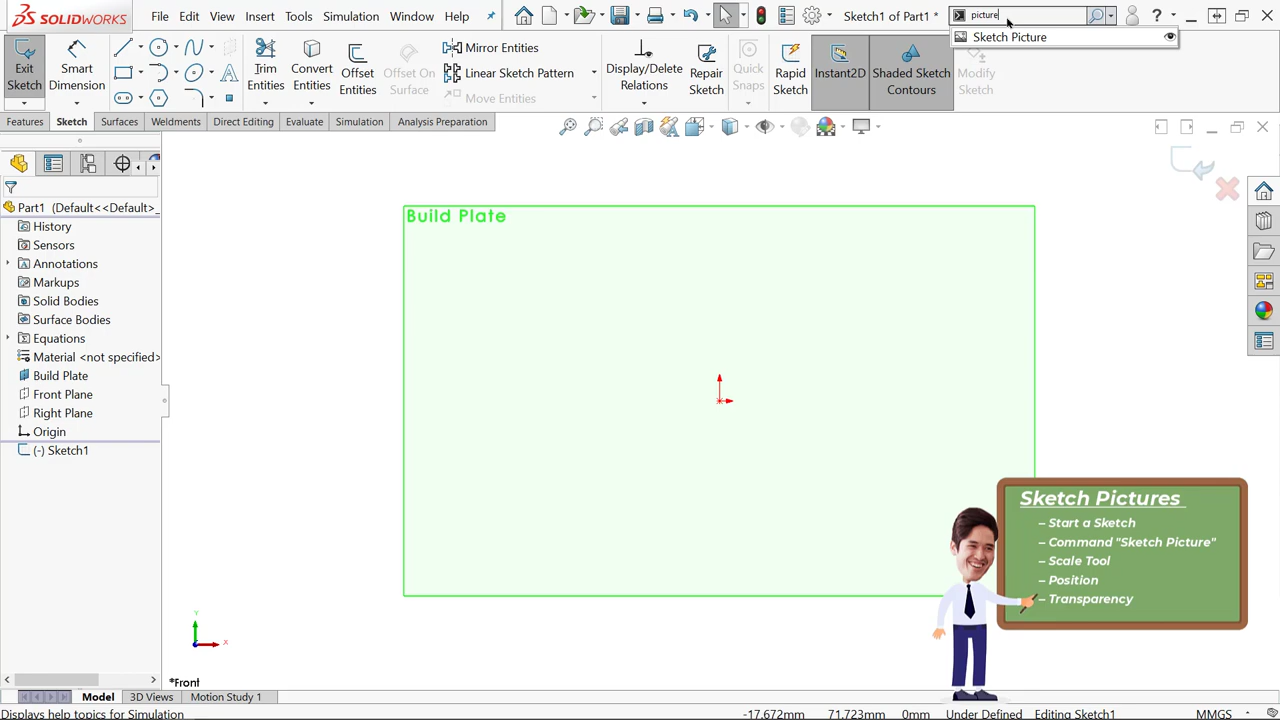 SOLIDWORKS File Edit View Insert Tools Simulation Window Help Sketch1 of Part1 * picture ?
Sketch Picture
Exit Sketch
Smart Dimension
Trim Entities
Convert Entities
Offset Entities
Offset On Surface
Mirror Entities
Linear Sketch Pattern
Move Entities
Display/Delete Relations
Repair Sketch
Quick Snaps
Rapid Sketch
Instant2D
Shaded Sketch Contours
Modify Sketch
Features Sketch Surfaces Weldments Direct Editing Evaluate Simulation Analysis Preparation
Part1 (Default<<Default>_
History
Sensors
Annotations
Markups
Solid Bodies
Surface Bodies
Equations
Material <not specified>
Build Plate
Front Plane
Right Plane
Origin
(-) Sketch1
Build Plate
Sketch Pictures
– Start a Sketch
– Command "Sketch Picture"
– Scale Tool
– Position
– Transparency
Y
X
*Front
Model 3D Views Motion Study 1
Displays help topics for Simulation -17.672mm 71.723mm 0mm Under Defined Editing Sketch1 MMGS